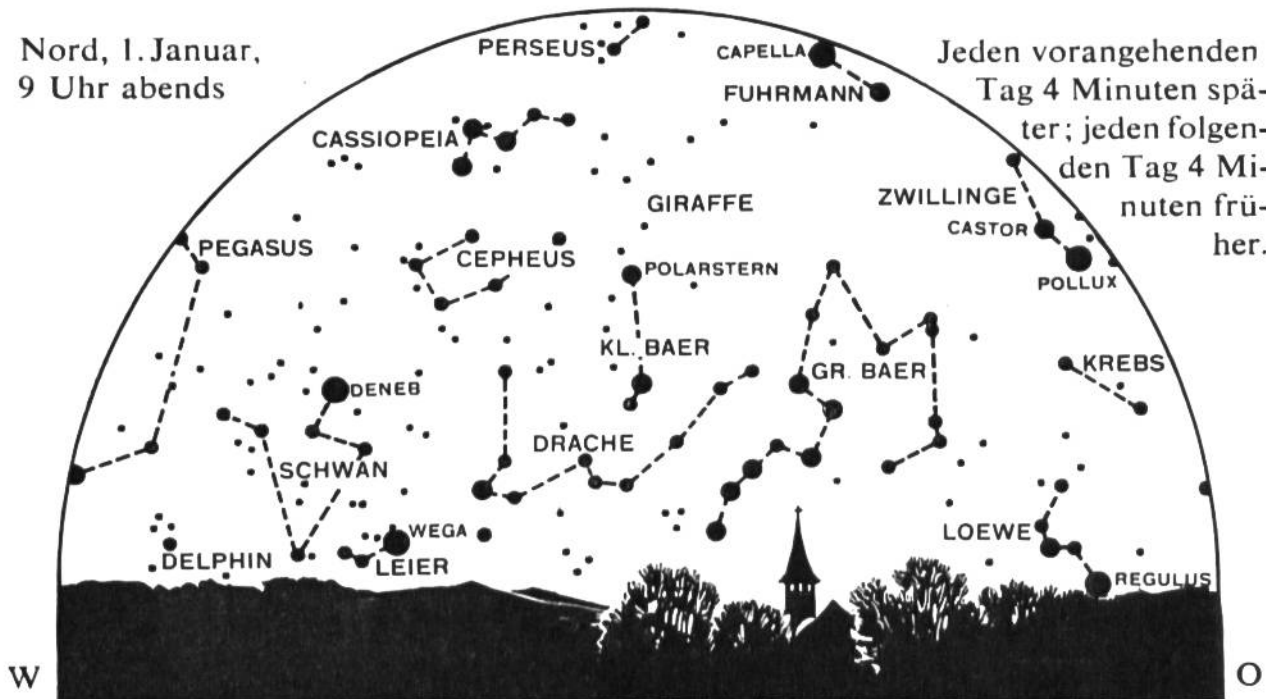 Nord, 1. Januar,
9 Uhr abends
Jeden vorangehenden
Tag 4 Minuten spä-
ter; jeden folgen-
den Tag 4 Mi-
nuten frü-
her.
PERSEUS
CAPELLA
FUHRMANN
CASSIOPEIA
ZWILLINGE
GIRAFFE
CASTOR
PEGASUS
CEPHEUS
POLARSTERN
POLLUX
KL. BAER
GR. BAER
KREBS
DENEB
DRACHE
SCHWAN
WEGA
LOEWE
DELPHIN
LEIER
REGULUS
W
O